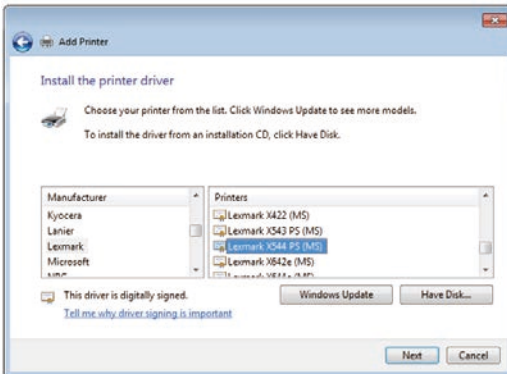 Add Printer
Install the printer driver
Choose your printer from the list. Click Windows Update to see more models.
To install the driver from an installation CD, click Have Disk.
Manufacturer
Kyocera
Lanier
Lexmark
Microsoft
Printers
Lexmark X422 (MS)
Lexmark X543 PS (MS)
Lexmark X544 PS (MS)
Lexmark X642e (MS)
This driver is digitally signed.
Tell me why driver signing is important
Windows Update
Have Disk...
Next
Cancel